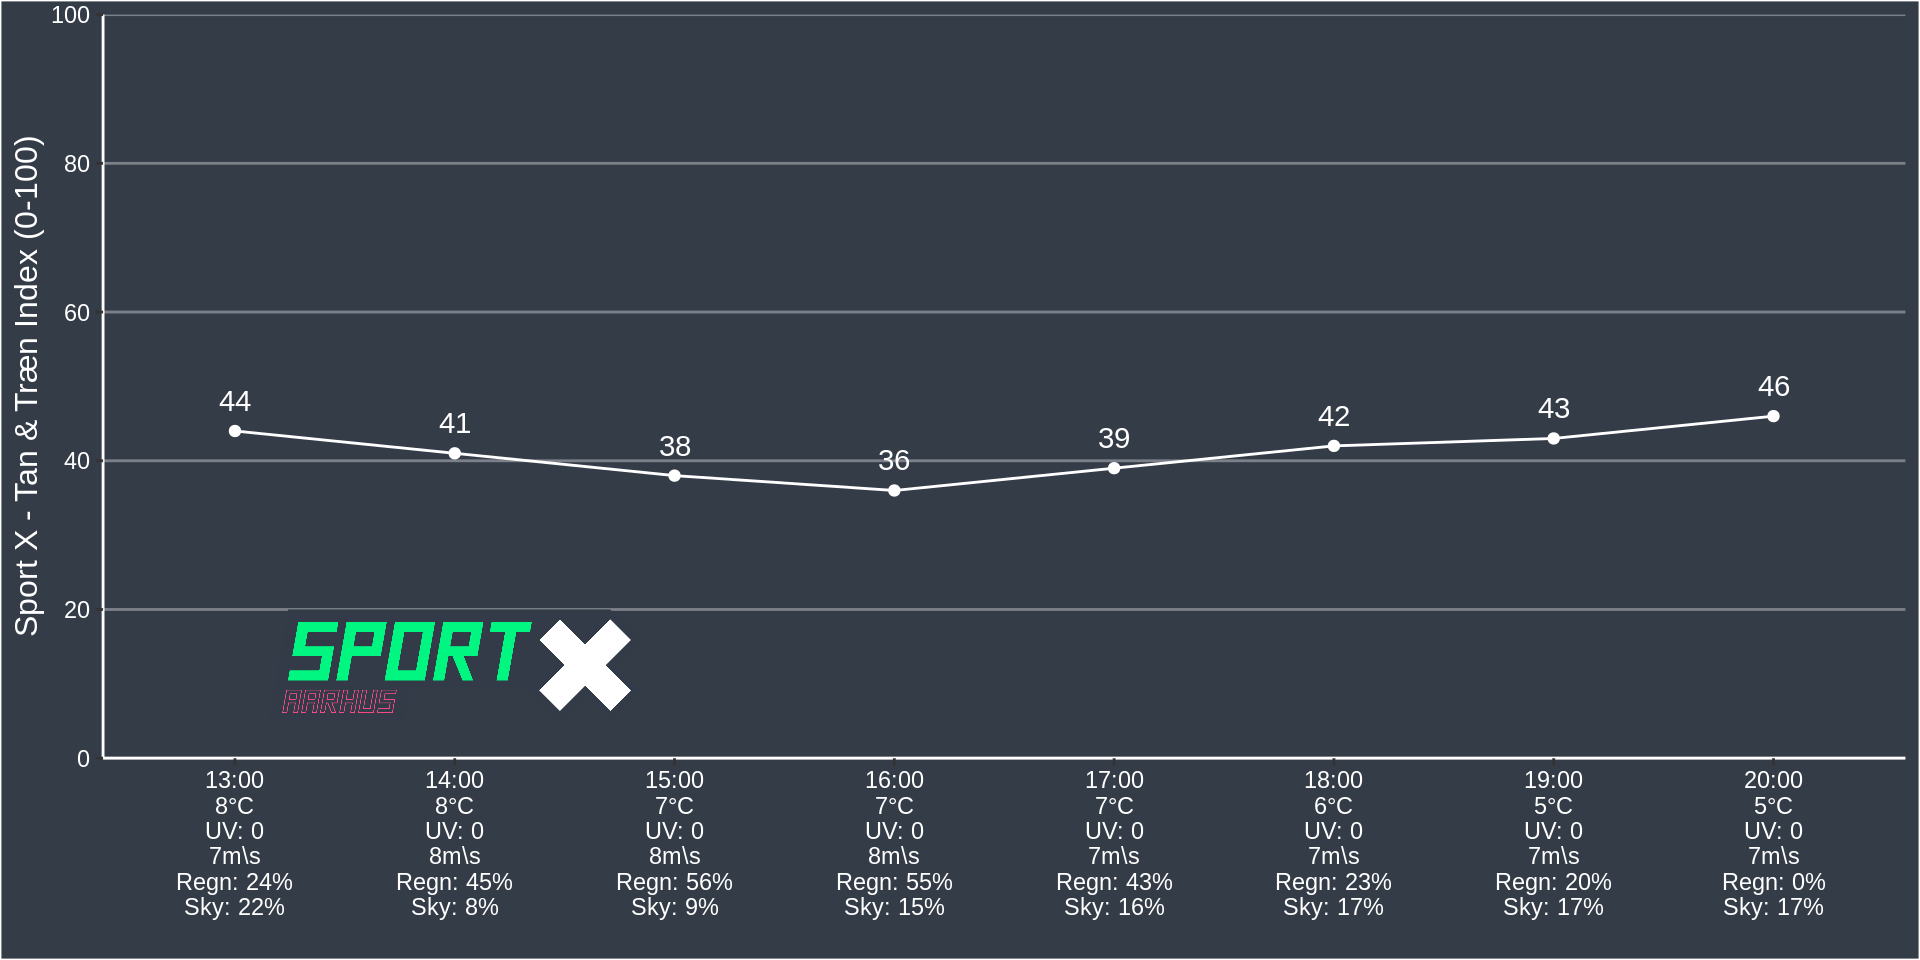 Sport X - Tan & Træn Index (0-100)
100
80
60
40
20
0
44
41
38
36
39
42
43
46
SPORT X
AARHUS
13:00
8°C
UV: 0
7m\s
Regn: 24%
Sky: 22%
14:00
8°C
UV: 0
8m\s
Regn: 45%
Sky: 8%
15:00
7°C
UV: 0
8m\s
Regn: 56%
Sky: 9%
16:00
7°C
UV: 0
8m\s
Regn: 55%
Sky: 15%
17:00
7°C
UV: 0
7m\s
Regn: 43%
Sky: 16%
18:00
6°C
UV: 0
7m\s
Regn: 23%
Sky: 17%
19:00
5°C
UV: 0
7m\s
Regn: 20%
Sky: 17%
20:00
5°C
UV: 0
7m\s
Regn: 0%
Sky: 17%